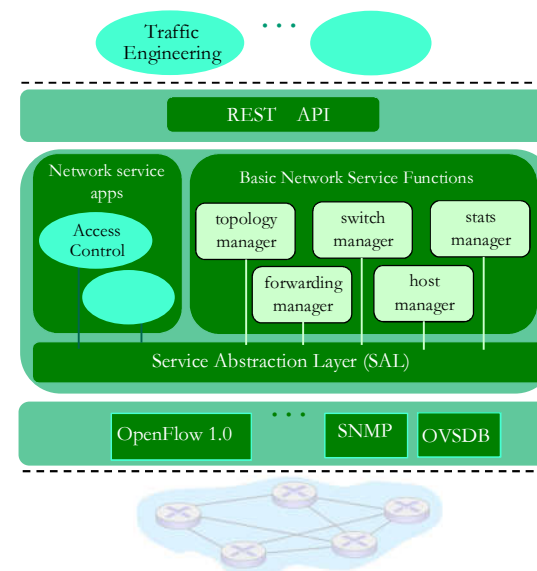 Traffic
Engineering
...
REST API
Network service
apps
Basic Network Service Functions
Access
Control
topology
manager
switch
manager
stats
manager
forwarding
manager
host
manager
Service Abstraction Layer (SAL)
...
OpenFlow 1.0
SNMP
OVSDB